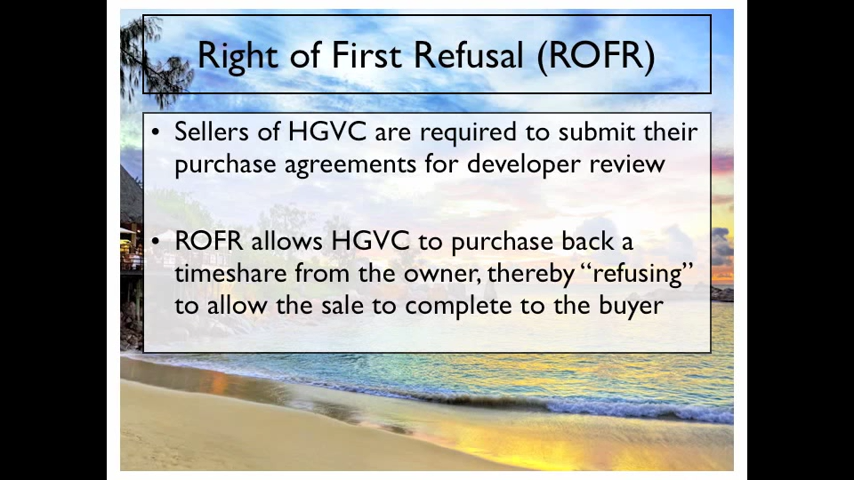 Right of First Refusal (ROFR)
• Sellers of HGVC are required to submit their
purchase agreements for developer review
• ROFR allows HGVC to purchase back a
timeshare from the owner, thereby “refusing”
to allow the sale to complete to the buyer